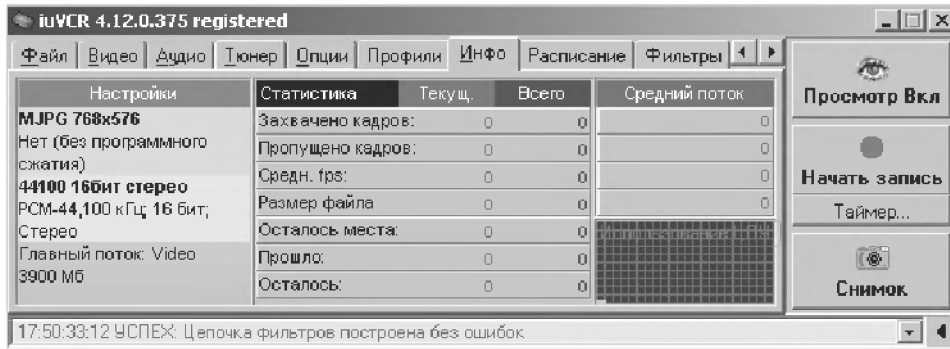 iuVCR 4.12.0.375 registered
Файл Видео Аудио Тюнер Опции Профили Инфо Расписание Фильтры
Настройки
MJPG 768x576
Нет (без программного
сжатия)
44100 16бит стерео
PCM-44,100 кГц; 16 бит;
Стерео
Главный поток: Video
3900 Мб
Статистика Текущ. Всего
Захвачено кадров: 0 0
Пропущено кадров: 0 0
Средн. fps: 0 0
Размер файла 0 0
Осталось места: 0 0
Прошло: 0 0
Осталось: 0 0
Средний поток
0
0
0
0
Просмотр Вкл
Начать запись
Таймер...
Снимок
17:50:33:12 УСПЕХ: Цепочка фильтров построена без ошибок